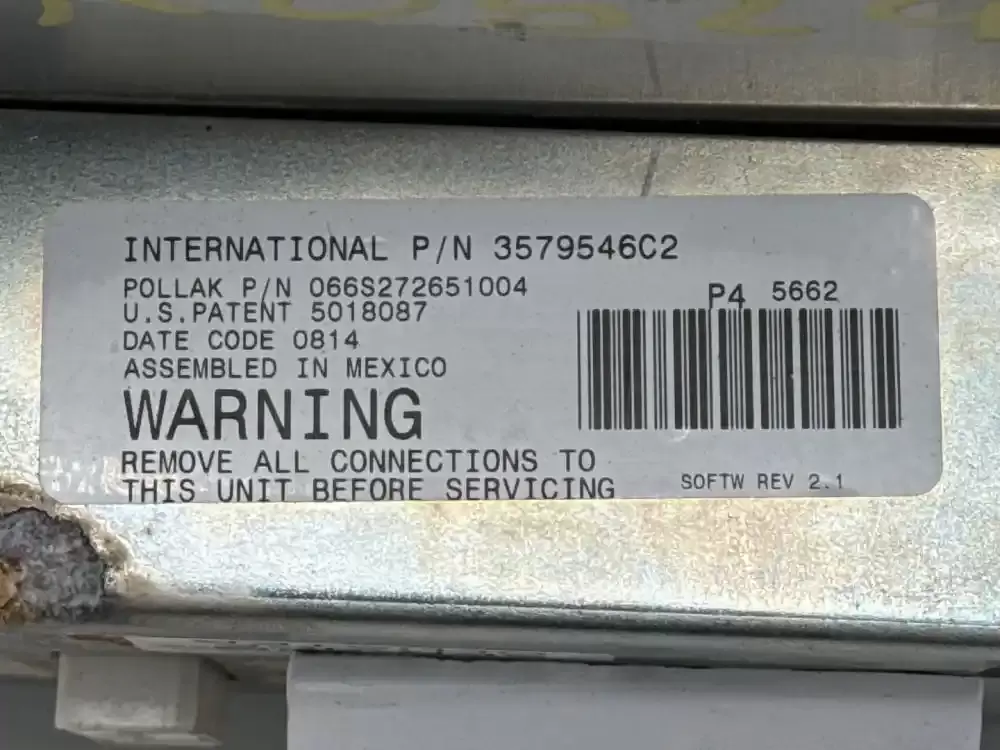 INTERNATIONAL P/N 3579546C2
POLLAK P/N 066S272651004
U.S.PATENT 5018087
DATE CODE 0814
ASSEMBLED IN MEXICO
WARNING
REMOVE ALL CONNECTIONS TO
THIS UNIT BEFORE SERVICING
P4 5662
SOFTW REV 2.1